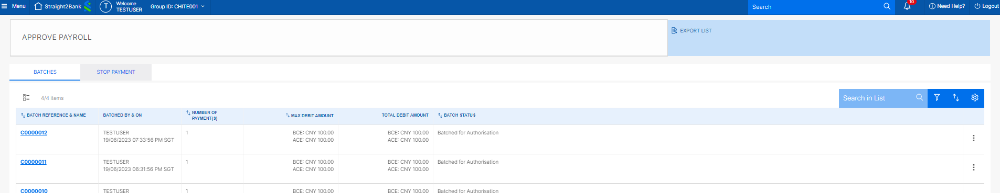 Menu Straight2Bank T Welcome TESTUSER Group ID: CHITE001 Search 10 Need Help? Logout
APPROVE PAYROLL
EXPORT LIST
BATCHES STOP PAYMENT
4/4 items Search in List
BATCH REFERENCE & NAME BATCHED BY & ON NUMBER OF PAYMENT(S) MAX DEBIT AMOUNT TOTAL DEBIT AMOUNT BATCH STATUS
C0000012 TESTUSER 1 BCE: CNY 100.00 BCE: CNY 100.00 Batched for Authorisation
19/06/2023 07:33:56 PM SGT ACE: CNY 100.00 ACE: CNY 100.00
C0000011 TESTUSER 1 BCE: CNY 100.00 BCE: CNY 100.00 Batched for Authorisation
19/06/2023 06:31:56 PM SGT ACE: CNY 100.00 ACE: CNY 100.00
C0000010 TESTUSER 1 BCE: CNY 100.00 BCE: CNY 100.00 Batched for Authorisation